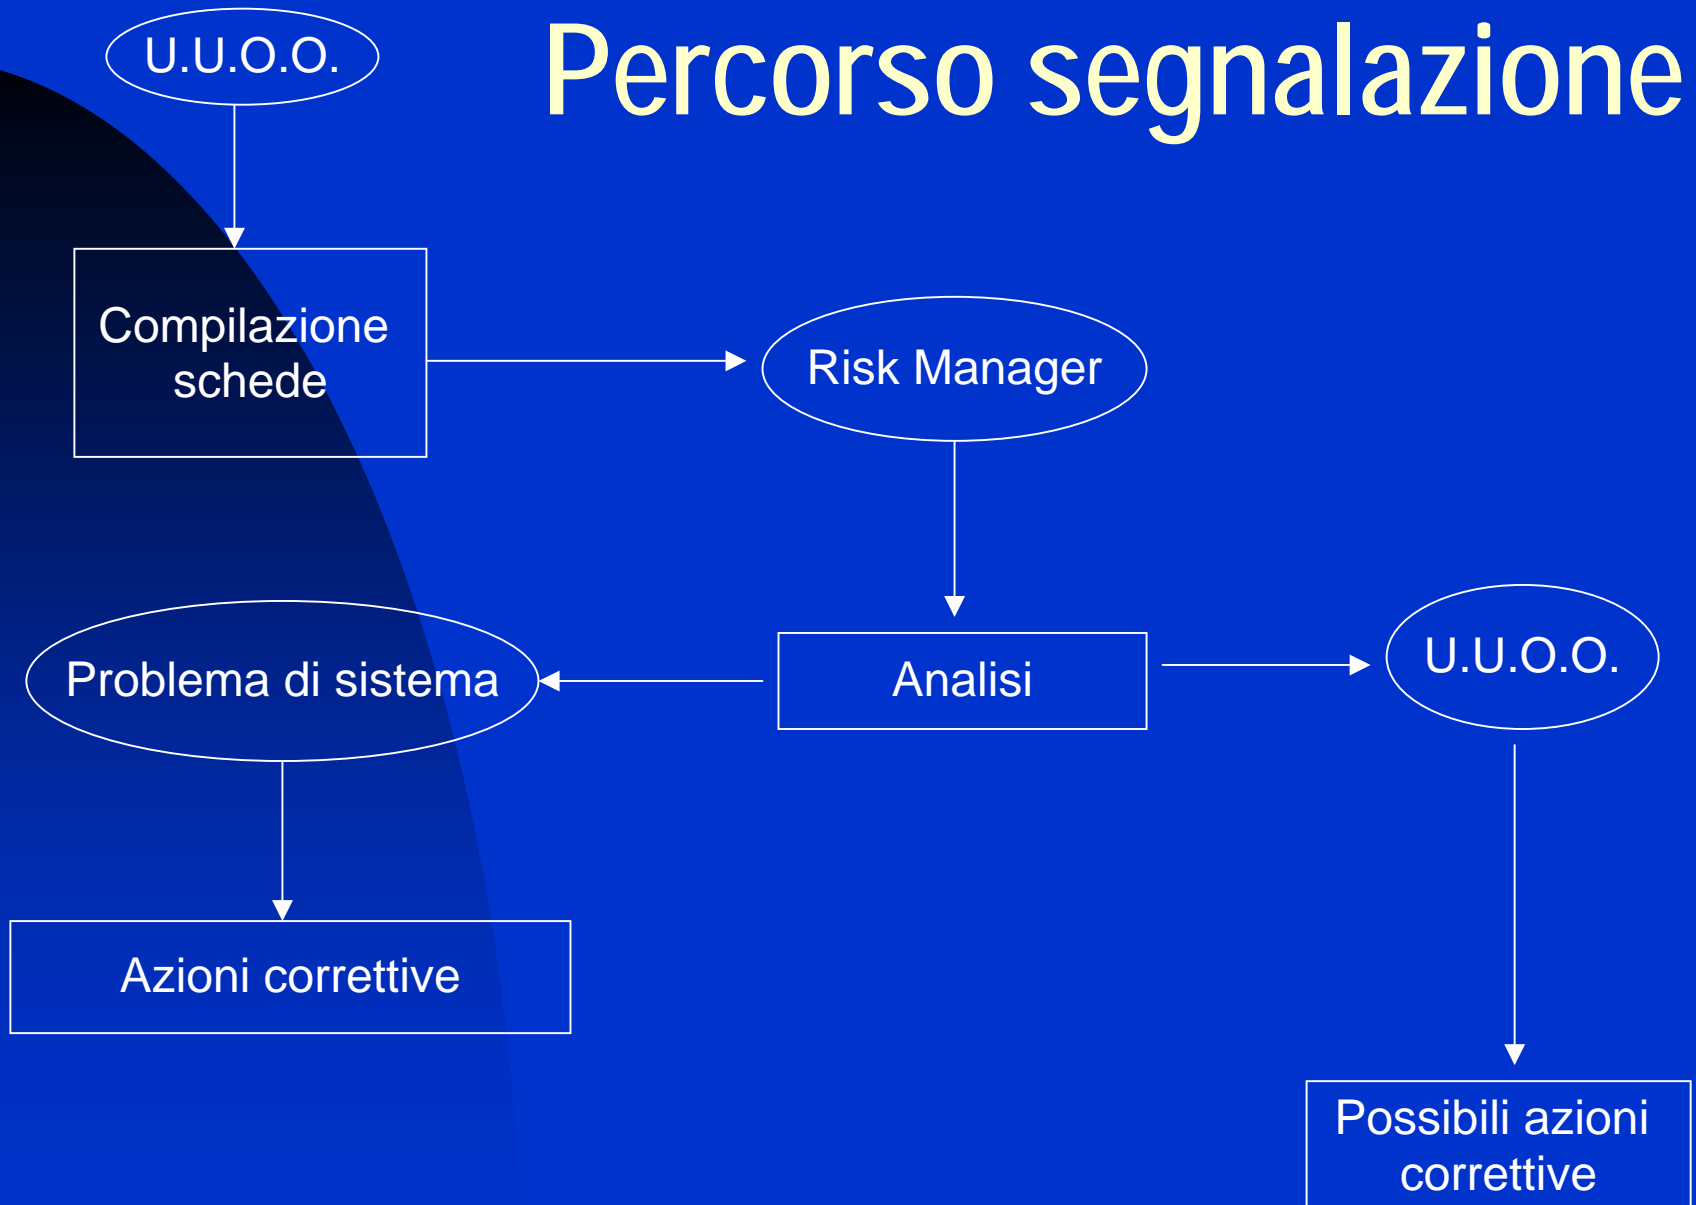 U.U.O.O.
Percorso segnalazione
Compilazione
schede
Risk Manager
Problema di sistema
Analisi
U.U.O.O.
Azioni correttive
Possibili azioni
correttive